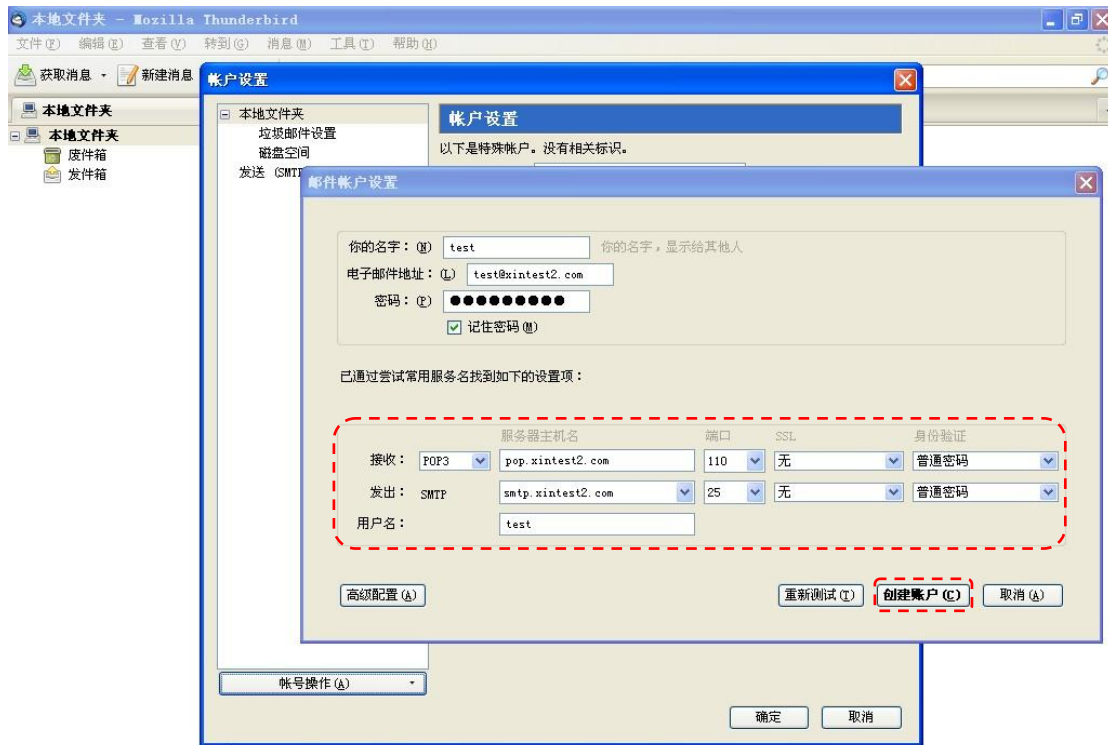 本地文件夹 - Mozilla Thunderbird
文件(F) 编辑(E) 查看(V) 转到(G) 消息(M) 工具(T) 帮助(H)
获取消息 新建消息
帐户设置
本地文件夹
本地文件夹
废件箱
发件箱
本地文件夹
垃圾邮件设置
磁盘空间
发送 (SMTP
帐户设置
以下是特殊帐户。没有相关标识。
邮件帐户设置
你的名字：(N) test 你的名字，显示给其他人
电子邮件地址：(L) test@xintest2.com
密码：(P) ●●●●●●●●●
记住密码(M)
已通过尝试常用服务名找到如下的设置项：
服务器主机名 端口 SSL 身份验证
接收： POP3 pop.xintest2.com 110 无 普通密码
发出： SMTP smtp.xintest2.com 25 无 普通密码
用户名： test
高级配置(A) 重新测试(T) 创建账户(C) 取消(A)
帐号操作(A)
确定 取消